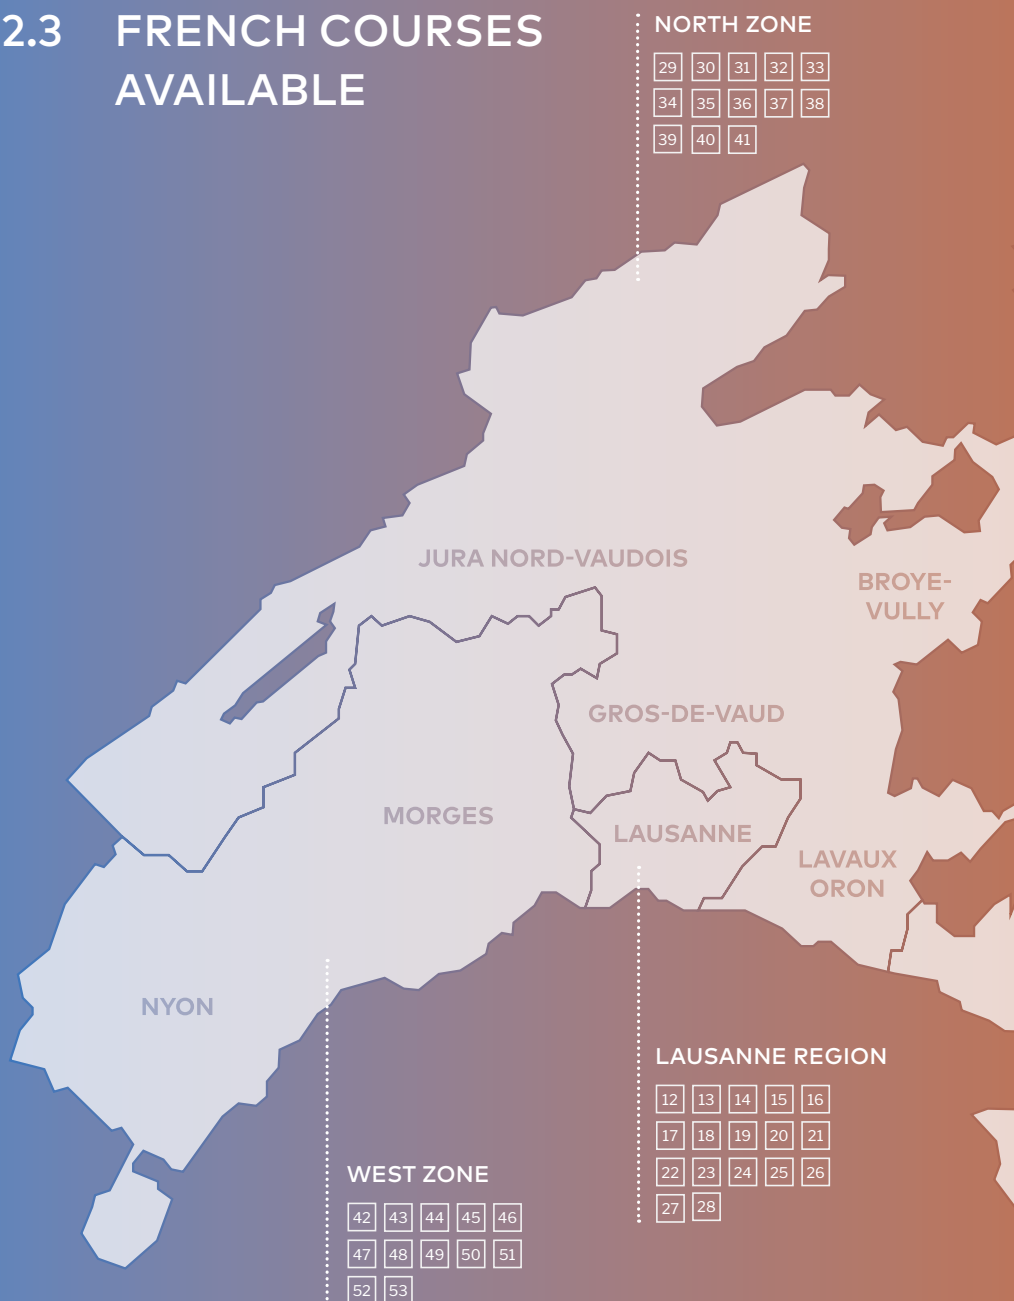 2.3 FRENCH COURSES
AVAILABLE
NORTH ZONE
29 30 31 32 33
34 35 36 37 38
39 40 41
JURA NORD-VAUDOIS
BROYE-
VULLY
GROS-DE-VAUD
MORGES
LAUSANNE
LAVAUX
ORON
NYON
LAUSANNE REGION
12 13 14 15 16
17 18 19 20 21
22 23 24 25 26
27 28
WEST ZONE
42 43 44 45 46
47 48 49 50 51
52 53